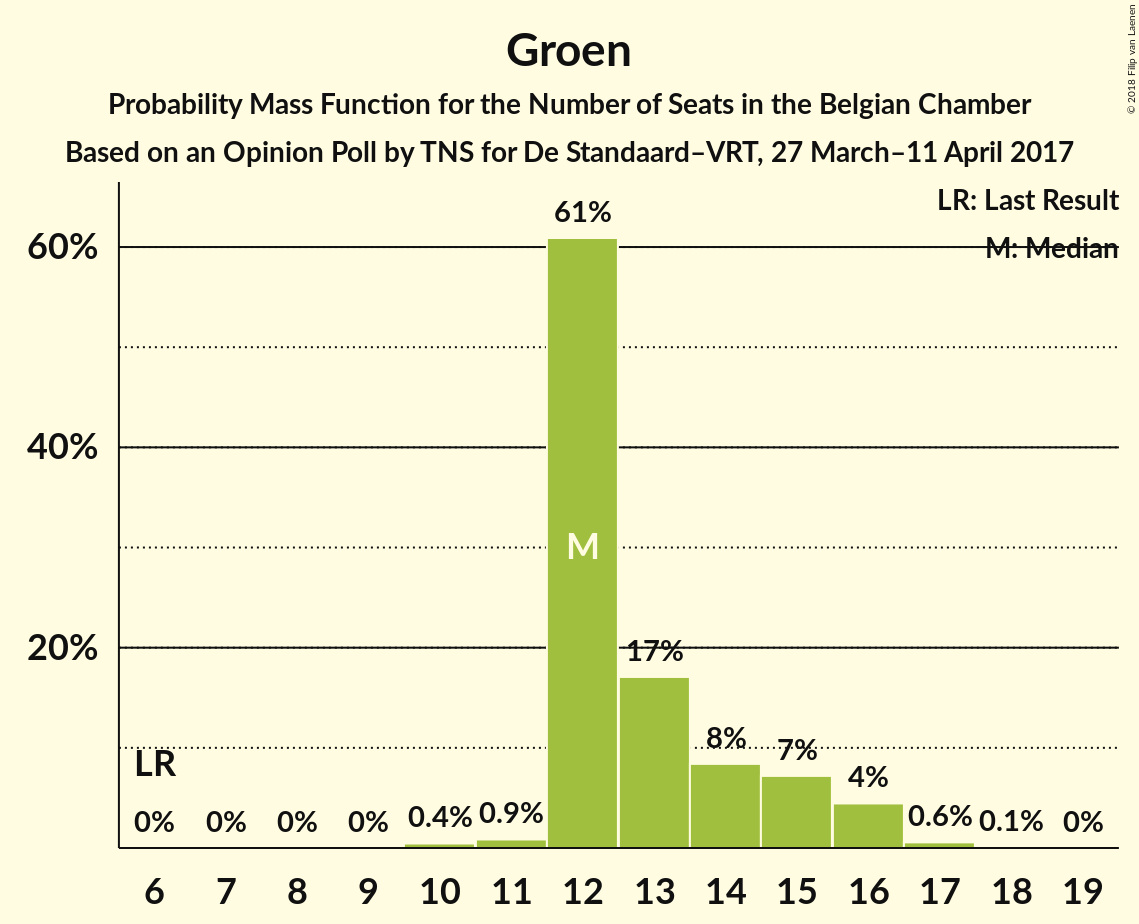 Groen
Probability Mass Function for the Number of Seats in the Belgian Chamber
Based on an Opinion Poll by TNS for De Standaard–VRT, 27 March–11 April 2017
© 2018 Filip van Laenen
LR: Last Result
M: Median
60%
40%
20%
61%
M
17%
8%
7%
4%
LR
0% 0% 0% 0% 0.4% 0.9% 0.6% 0.1% 0%
6 7 8 9 10 11 12 13 14 15 16 17 18 19